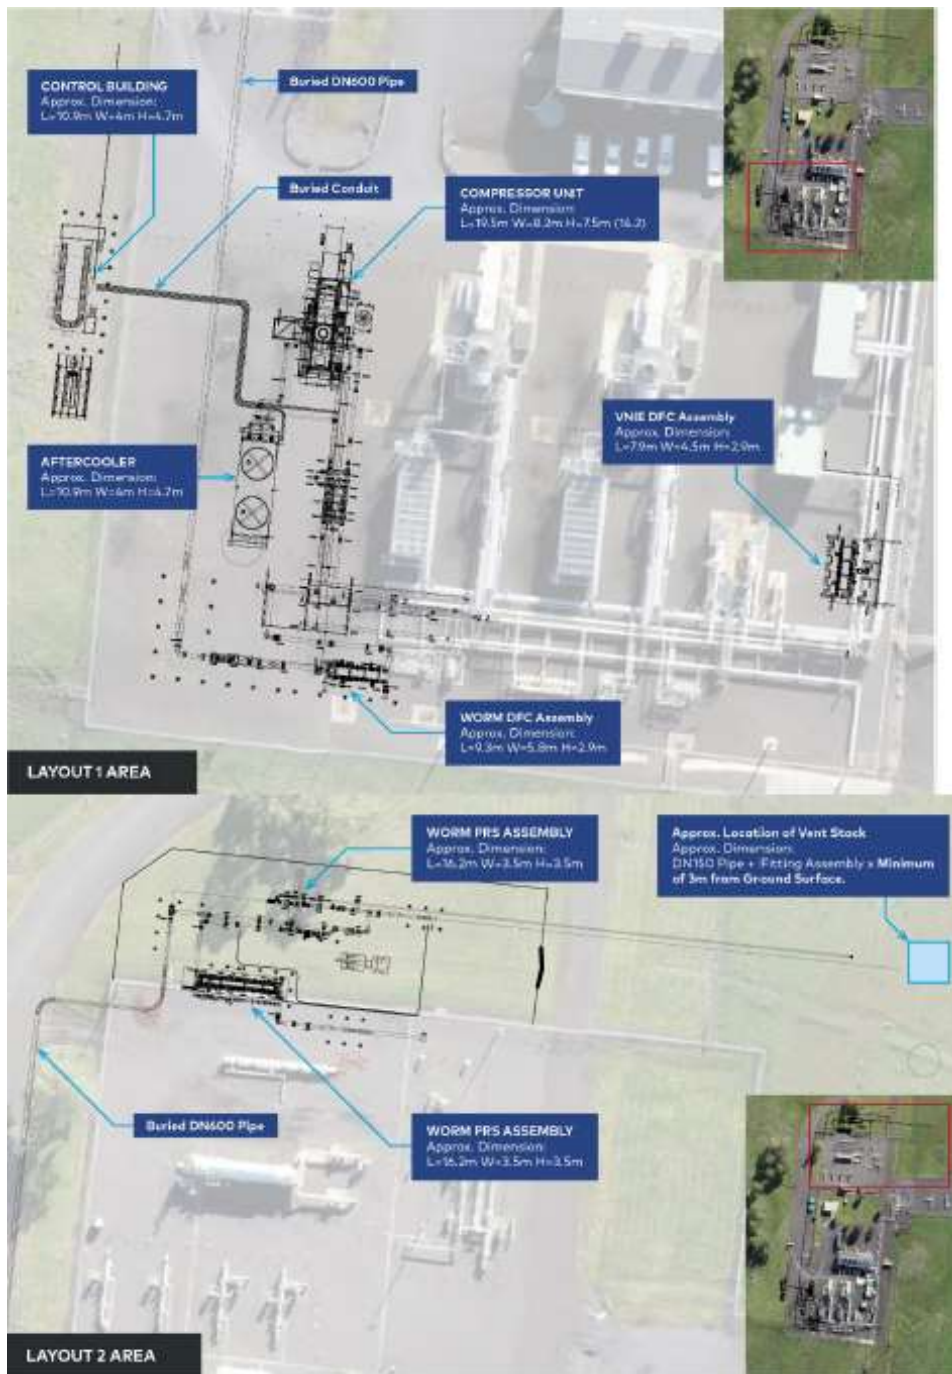 CONTROL BUILDING
Approx. Dimension:
L=10.9m W=4m H=4.7m
Buried DN600 Pipe
Buried Conduit
COMPRESSOR UNIT
Approx. Dimension:
L=19.5m W=8.2m H=7.5m (16.2)
VNIE DFC Assembly
Approx. Dimension:
L=7.9m W=4.5m H=2.9m
AFTERCOOLER
Approx. Dimension:
L=10.9m W=4m H=4.7m
WORM DFC Assembly
Approx. Dimension:
L=9.3m W=5.8m H=2.9m
LAYOUT 1 AREA
WORM PRS ASSEMBLY
Approx. Dimension:
L=16.2m W=3.5m H=3.5m
Approx. Location of Vent Stack
Approx. Dimension:
DN150 Pipe + Fitting Assembly x Minimum
of 3m from Ground Surface.
Buried DN600 Pipe
WORM PRS ASSEMBLY
Approx. Dimension:
L=16.2m W=3.5m H=3.5m
LAYOUT 2 AREA